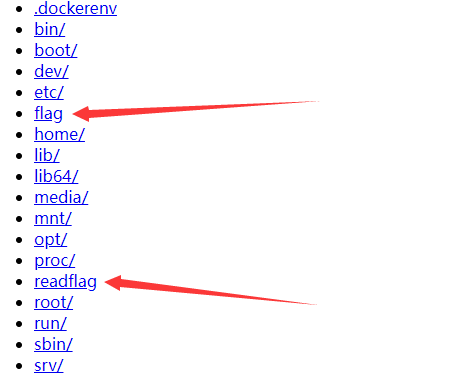 .dockerenv
bin/
boot/
dev/
etc/
flag
home/
lib/
lib64/
media/
mnt/
opt/
proc/
readflag
root/
run/
sbin/
srv/